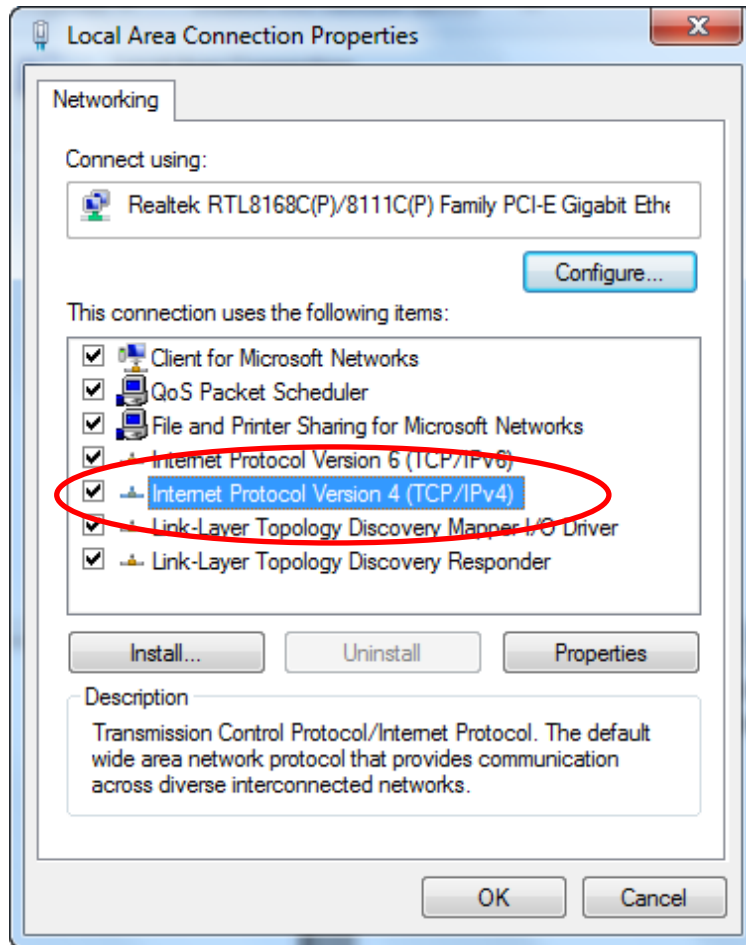 Local Area Connection Properties
Networking
Connect using:
Realtek RTL8168C(P)/8111C(P) Family PCI-E Gigabit Ethe
Configure...
This connection uses the following items:
Client for Microsoft Networks
QoS Packet Scheduler
File and Printer Sharing for Microsoft Networks
Internet Protocol Version 6 (TCP/IPv6)
Internet Protocol Version 4 (TCP/IPv4)
Link-Layer Topology Discovery Mapper I/O Driver
Link-Layer Topology Discovery Responder
Install...
Uninstall
Properties
Description
Transmission Control Protocol/Internet Protocol. The default
wide area network protocol that provides communication
across diverse interconnected networks.
OK
Cancel